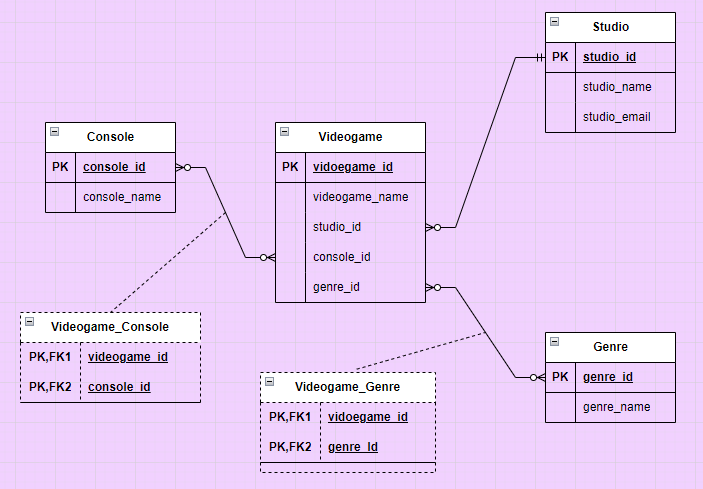 Studio
PK studio_id
studio_name
studio_email
Console
PK console_id
console_name
Videogame
PK vidoegame_id
videogame_name
studio_id
console_id
genre_id
Videogame_Console
PK,FK1 videogame_id
PK,FK2 console_id
Videogame_Genre
PK,FK1 vidoegame_id
PK,FK2 genre_Id
Genre
PK genre_id
genre_name